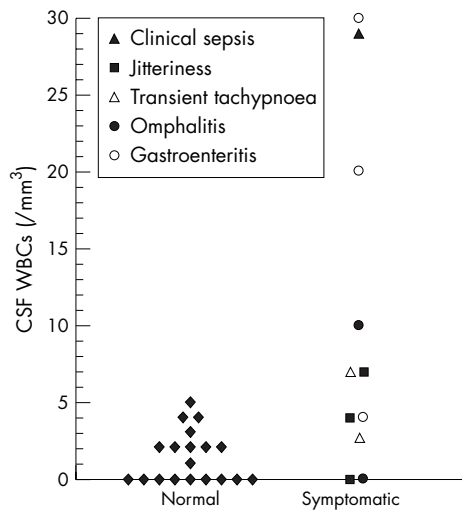 30
25
20
15
10
5
0
CSF WBCs (/mm³)
Clinical sepsis
Jitteriness
Transient tachypnoea
Omphalitis
Gastroenteritis
Normal Symptomatic